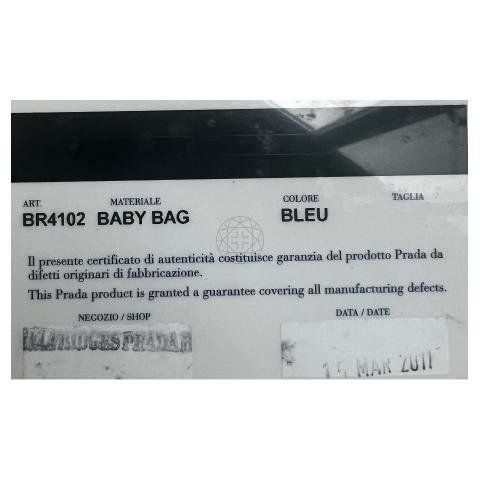 ART. MATERIALE COLORE TAGLIA
BR4102 BABY BAG BLEU
Il presente certificato di autenticità costituisce garanzia del prodotto Prada da
difetti originari di fabbricazione.
This Prada product is granted a guarantee covering all manufacturing defects.
NEGOZIO / SHOP DATA / DATE
15 MAR 2011